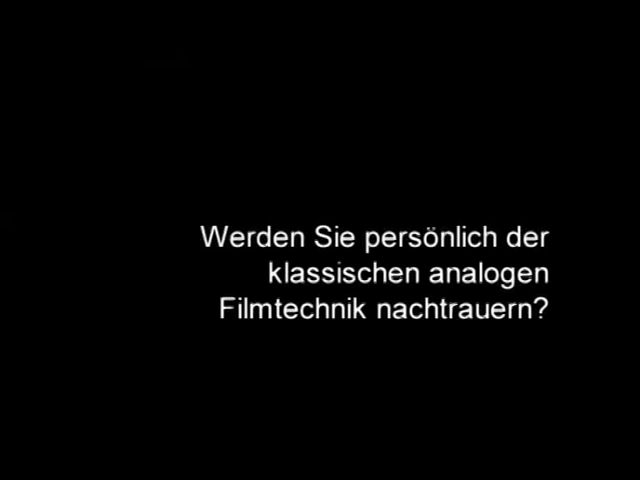 Werden Sie persönlich der
klassischen analogen
Filmtechnik nachtrauern?